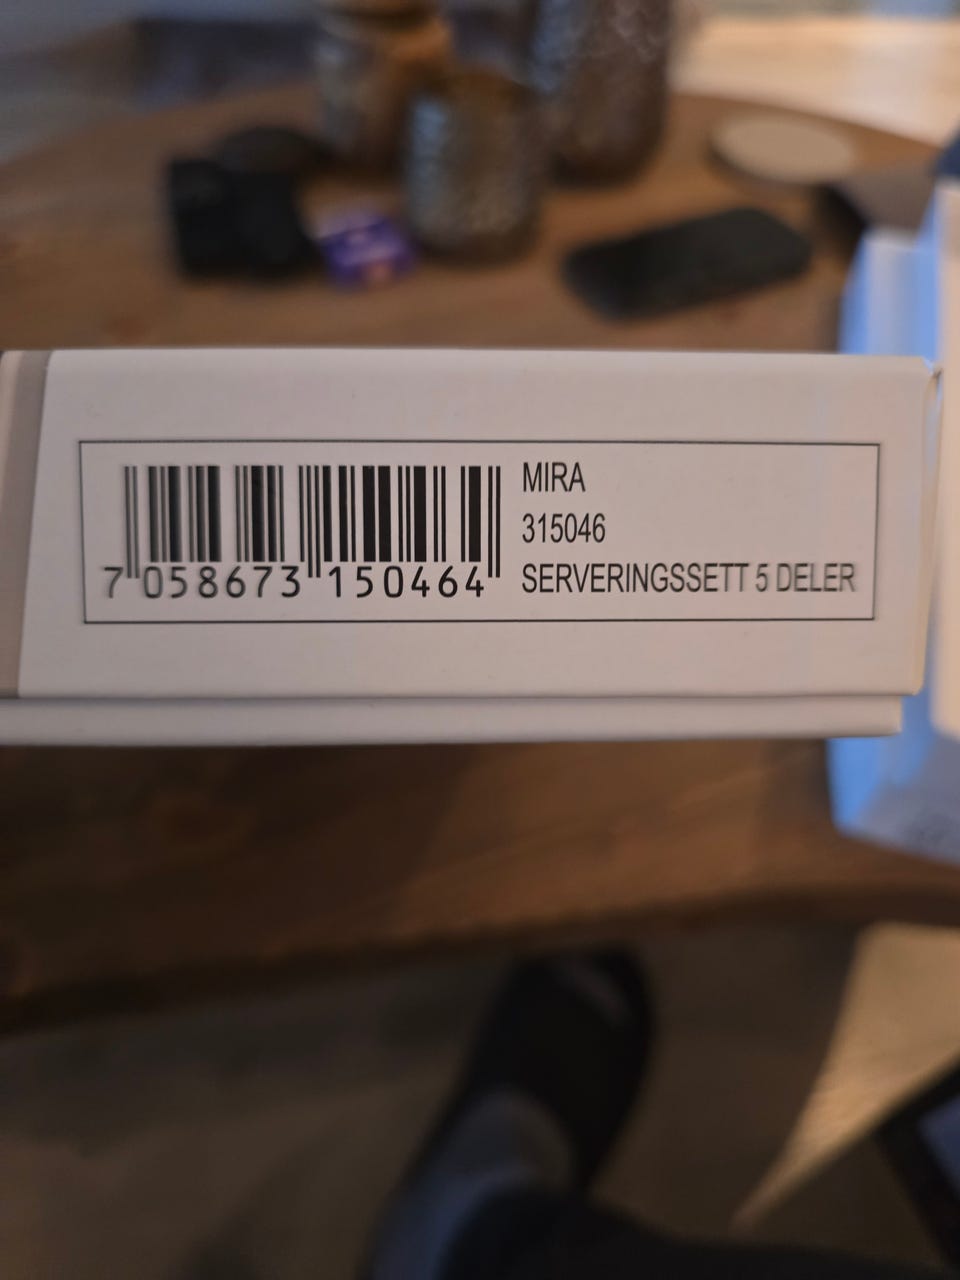 MIRA
315046
SERVERINGSSETT 5 DELER
7 058673 150464